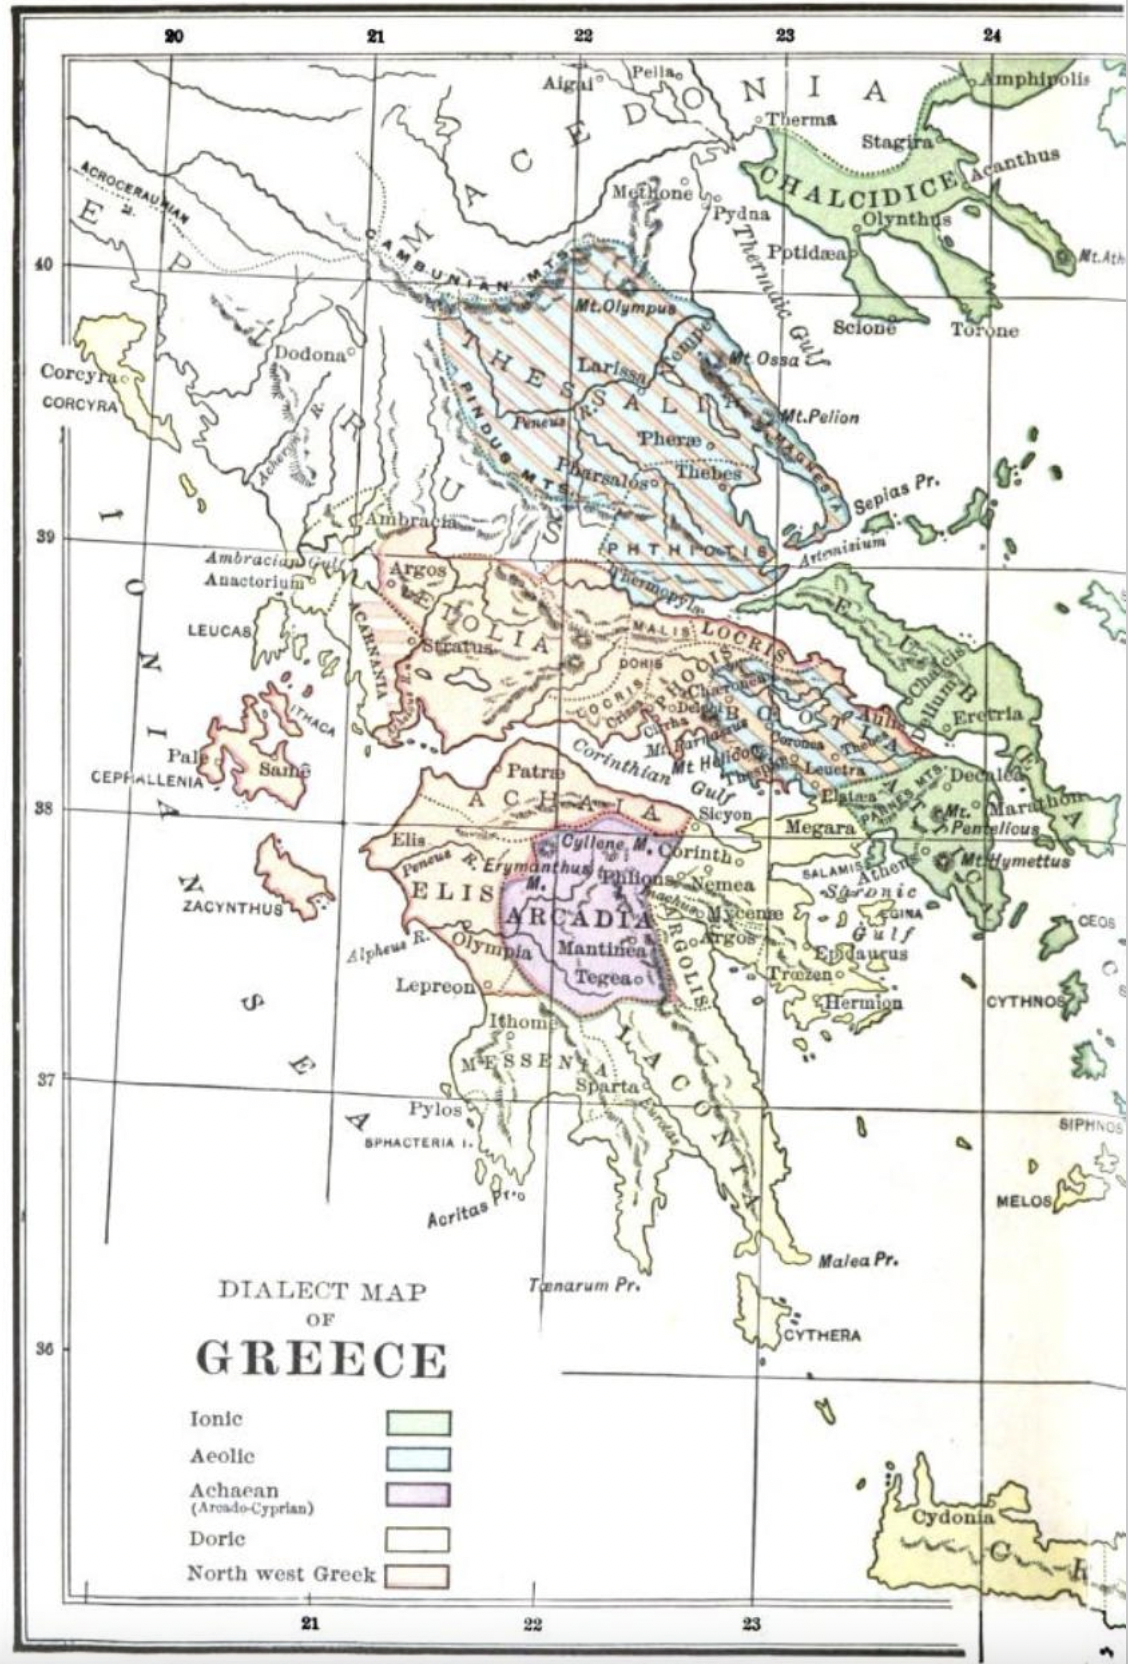 20 21 22 23 24
Aigai
Pella
MACEDONIA
Amphipolis
Therma
Stagira
Acanthus
CHALCIDICE
Olynthus
Potidæa
Mt. Ath
Scione
Torone
Methone
Pydna
Thermaic Gulf
ACROCERAUNIAN
EPIRUS
CAMBUNIAN MTS.
40
Mt. Olympus
Tempe
Mt Ossa
Larissa
THESSALIA
Corcyra
CORCYRA
Dodona
Acheron R.
PINDUS MTS.
Peneus R.
Mt. Pelion
MAGNESIA
Pheræ
Pharsalos
Thebes
Sepias Pr.
Ambracia
39
Ambracian Gulf
Argos
PHTHIOTIS
Artemisium
Anactorium
Thermopylæ
ÆTOLIA
MALIS
LOCRIS
EUBŒA
LEUCAS
ACARNANIA
Stratus
DORIS
PHOCIS
LOCRIS
Chæronea
Chalcis
Delphi
BOEOTIA
Aulis
Delium
Eretria
Crissa
Cirrha
Mt. Parnassus
Coronea
Thebes
ITHACA
Corinthian Gulf
Mt Helicon
Thespiæ
Leuctra
Pale
Same
CEPHALLENIA
Patræ
Decalea
PARNES MTS.
ATTICA
Marathon
38
ACHAIA
Sicyon
Megara
Mt. Pentelicus
Elis
Cyllene M.
Corinth
SALAMIS
Athens
Mt. Hymettus
Peneus R.
Erymanthus M.
Phlious
Nemea
Saronic Gulf
ELIS
ARCADIA
Inachus
Mycenæ
ÆGINA
ZACYNTHUS
CEOS
Alpheus R.
Olympia
Mantinea
ARGOLIS
Argos
Epidaurus
Tegea
Trœzen
Lepreon
Hermion
CYTHNOS
Ithome
LACONIA
MESSENIA
Sparta
Eurotas
37
Pylos
SPHACTERIA I.
SIPHNOS
MELOS
Acritas Pr.
IONIAN SEA
Malea Pr.
Tænarum Pr.
CYTHERA
36
DIALECT MAP
OF
GREECE
Ionic
Aeolic
Achaean
(Arcado-Cyprian)
Doric
North west Greek
Cydonia
21 22 23